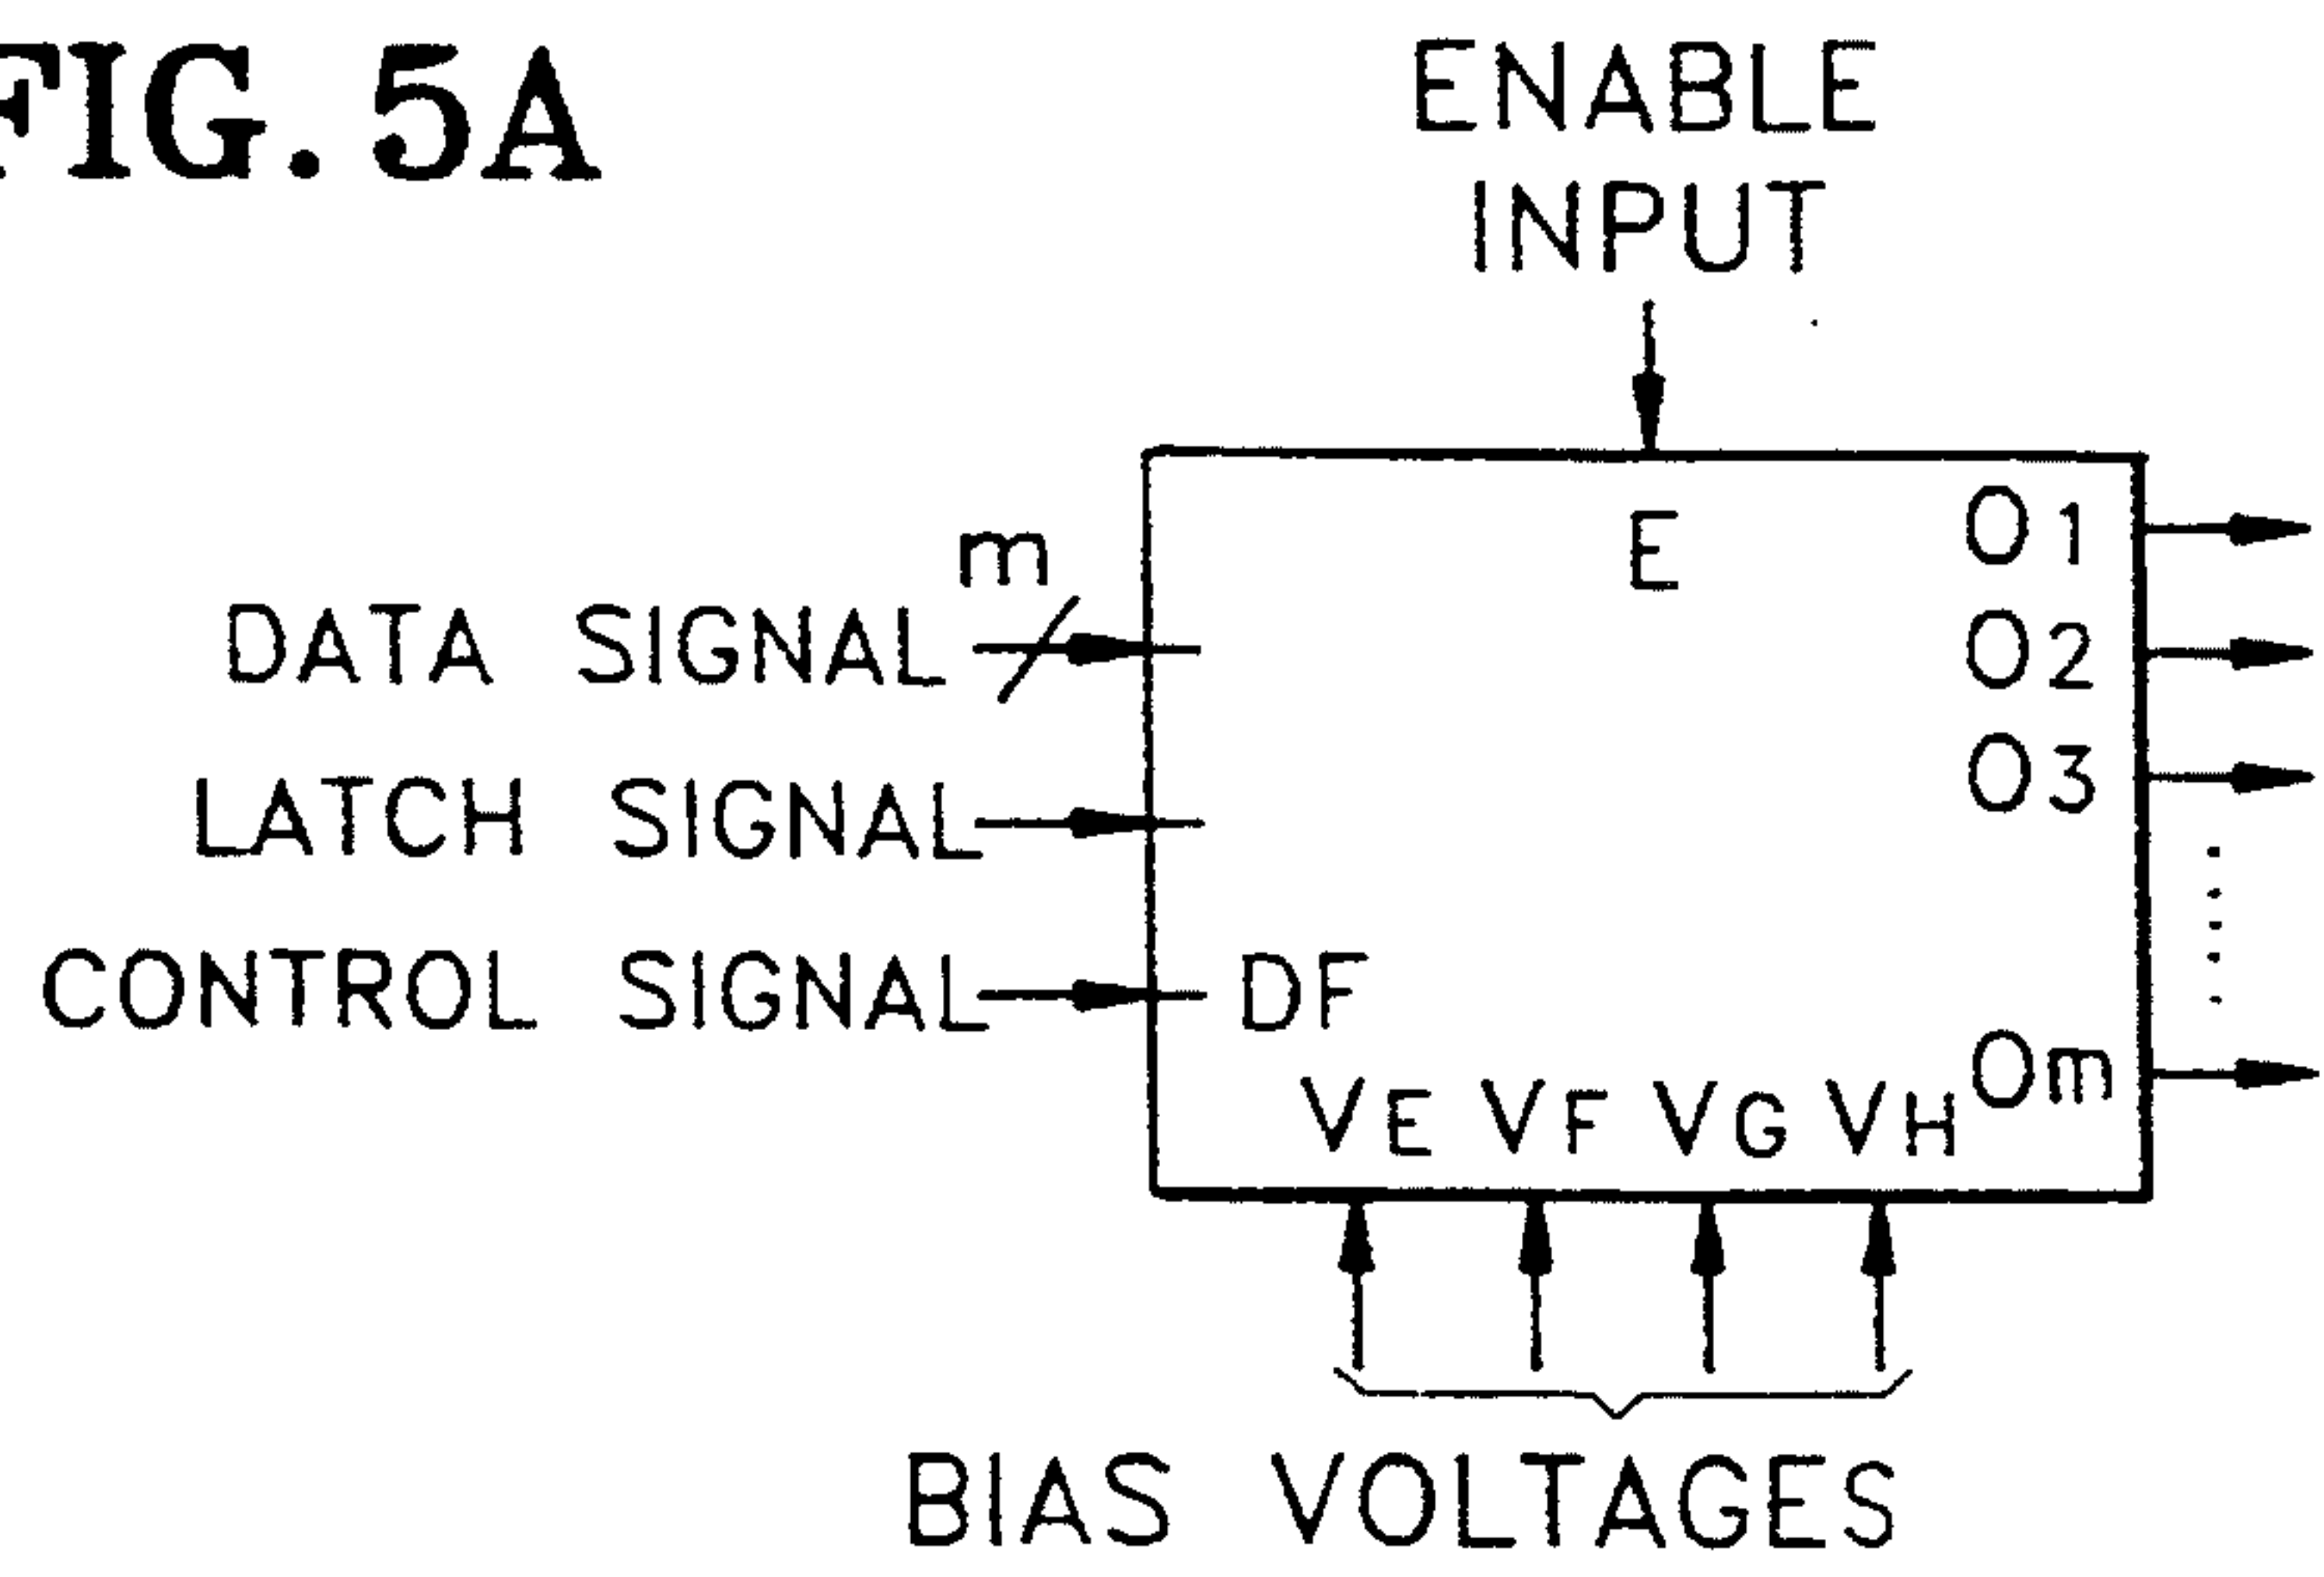 FIG. 5A
ENABLE
INPUT
E
m
DATA SIGNAL
LATCH SIGNAL
CONTROL SIGNAL
DF
O1
O2
O3
Om
VE VF VG VH
BIAS VOLTAGES